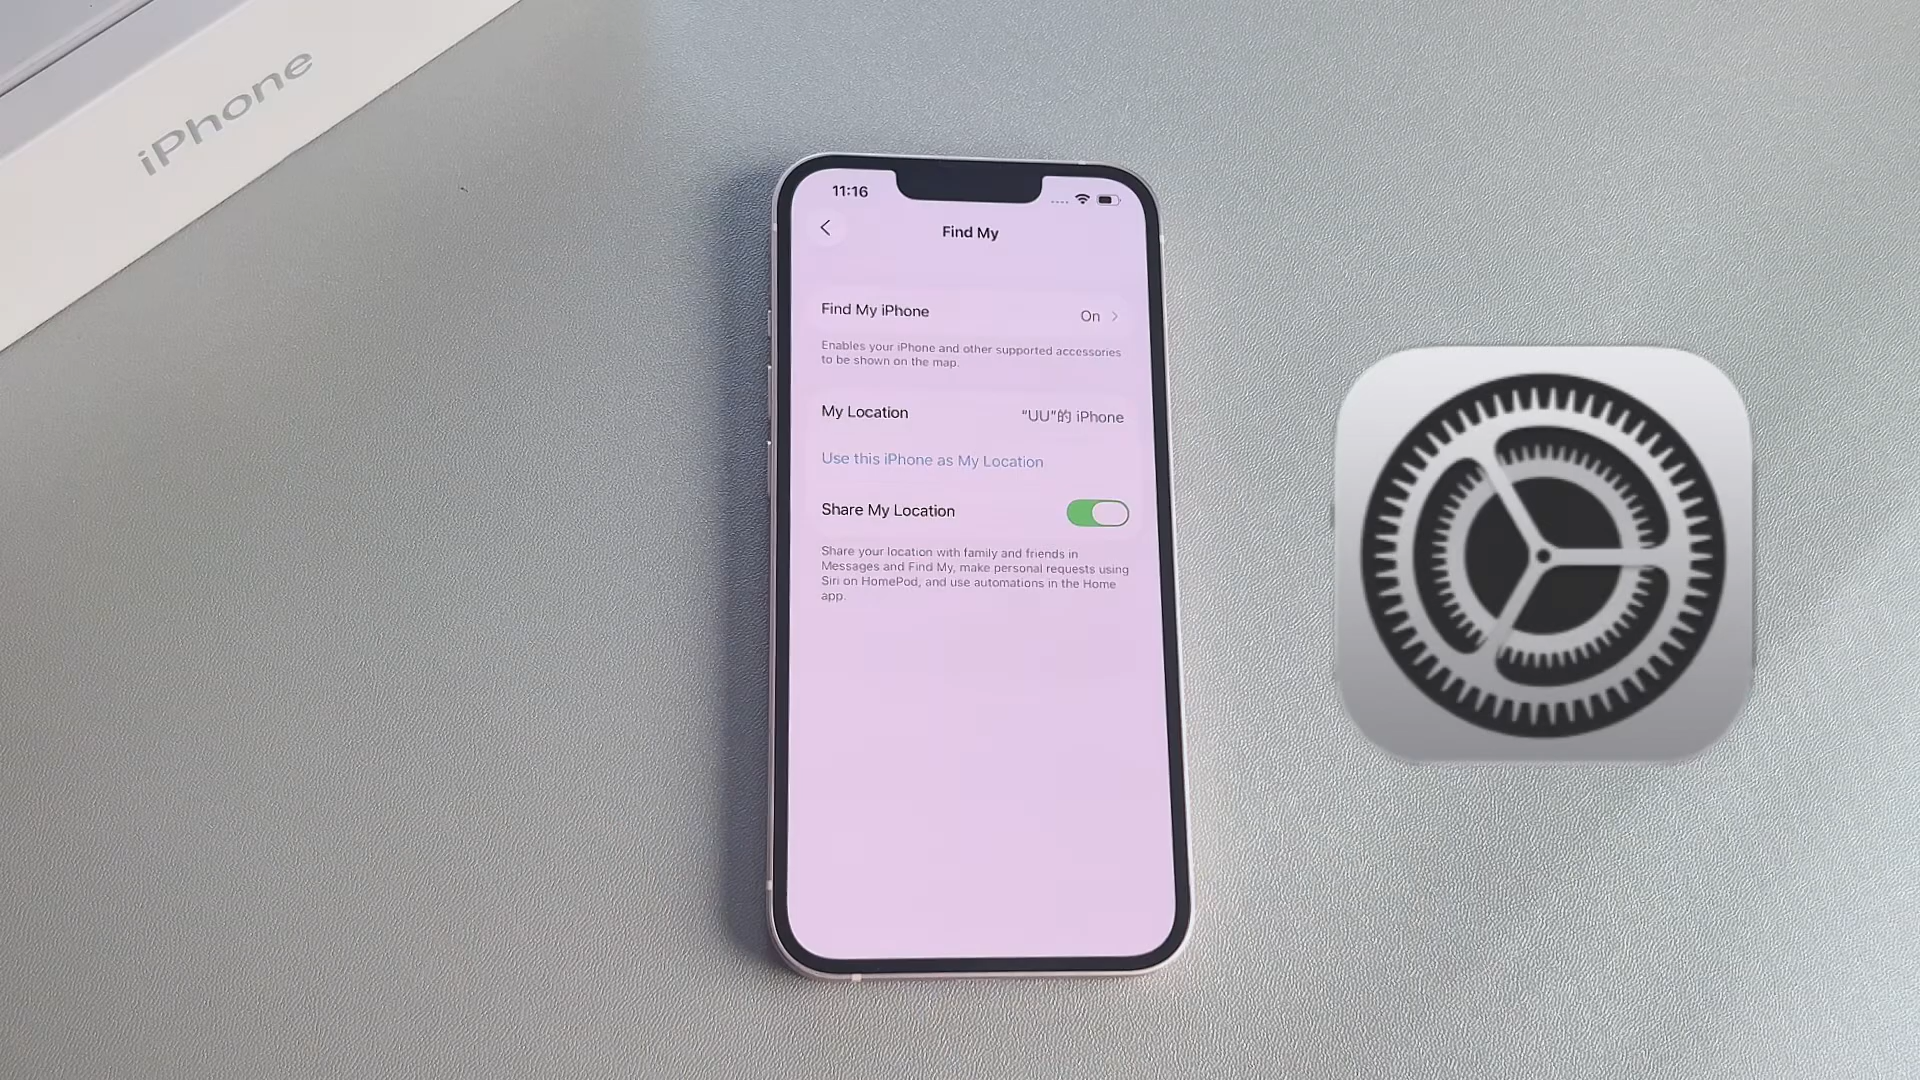 iPhone
11:16
Find My
Find My iPhone
On
Enables your iPhone and other supported accessories
to be shown on the map.
My Location
"UU"的 iPhone
Use this iPhone as My Location
Share My Location
Share your location with family and friends in
Messages and Find My, make personal requests using
Siri on HomePod, and use automations in the Home
app.